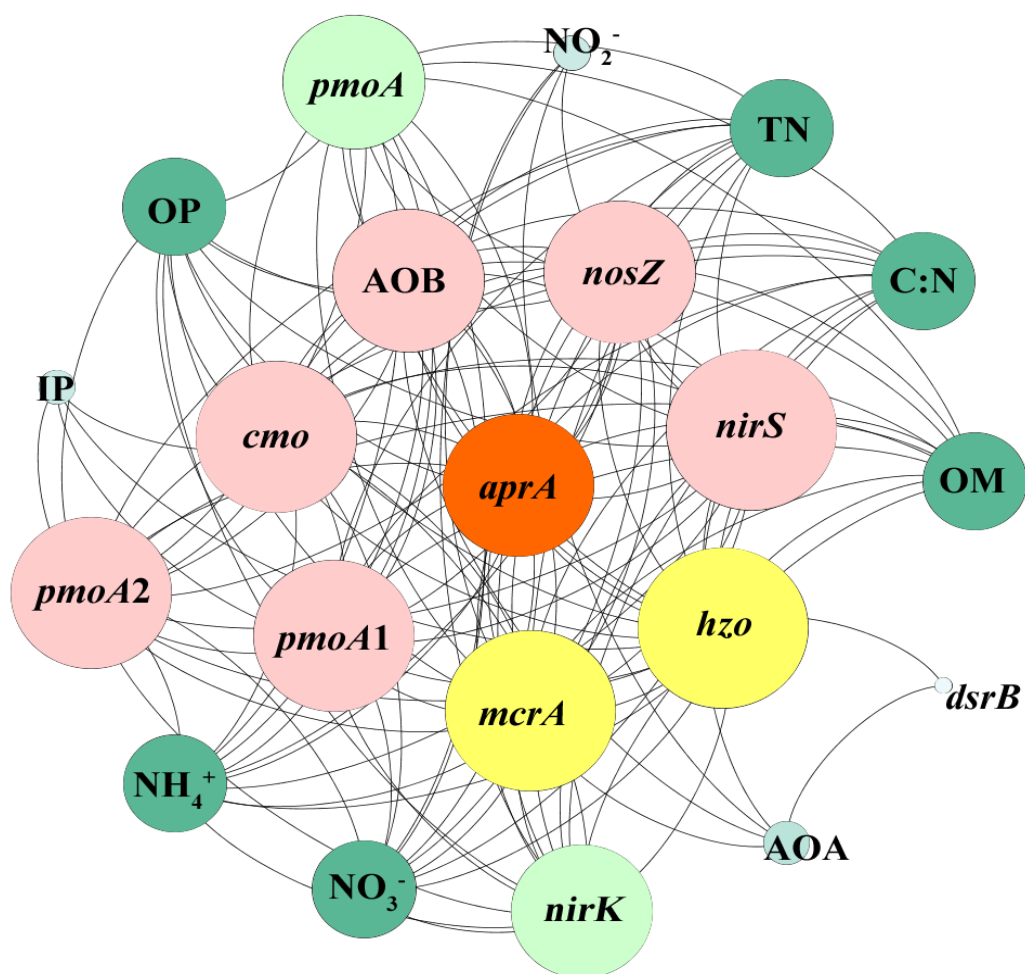 NO₂⁻
pmoA
TN
OP
AOB
nosZ
C:N
IP
cmo
nirS
aprA
OM
pmoA2
pmoA1
hzo
dsrB
mcrA
NH₄⁺
AOA
NO₃⁻
nirK